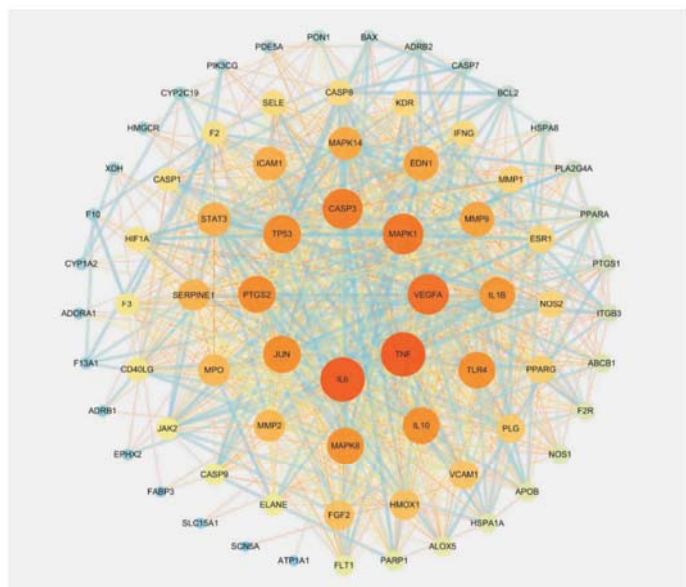 PON1
BAX
PDE5A
ADRB2
PIK3CG
CASP7
CYP2C19
SELE
CASP8
KDR
BCL2
HMGCR
F2
MAPK14
IFNG
HSPA8
ICAM1
EDN1
XDH
CASP1
MMP1
PLA2G4A
CASP3
F10
STAT3
TP53
MAPK1
MMP9
PPARA
HIF1A
ESR1
CYP1A2
PTGS1
SERPINE1
PTGS2
VEGFA
IL1B
F3
NOS2
ADORA1
ITGB3
JUN
TNF
F13A1
CD40LG
MPO
IL6
TLR4
PPARG
ABCB1
ADRB1
F2R
JAK2
MMP2
IL10
PLG
EPHX2
MAPK8
NOS1
CASP9
VCAM1
FABP3
APOB
ELANE
FGF2
HMOX1
SLC15A1
HSPA1A
SCN5A
ALOX5
ATP1A1
FLT1
PARP1